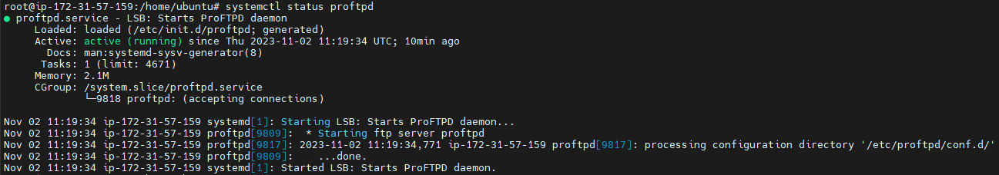 root@ip-172-31-57-159:/home/ubuntu# systemctl status proftpd
● proftpd.service - LSB: Starts ProFTPD daemon
     Loaded: loaded (/etc/init.d/proftpd; generated)
     Active: active (running) since Thu 2023-11-02 11:19:34 UTC; 10min ago
       Docs: man:systemd-sysv-generator(8)
      Tasks: 1 (limit: 4671)
     Memory: 2.1M
     CGroup: /system.slice/proftpd.service
             └─9818 proftpd: (accepting connections)
Nov 02 11:19:34 ip-172-31-57-159 systemd[1]: Starting LSB: Starts ProFTPD daemon...
Nov 02 11:19:34 ip-172-31-57-159 proftpd[9809]:  * Starting ftp server proftpd
Nov 02 11:19:34 ip-172-31-57-159 proftpd[9817]: 2023-11-02 11:19:34,771 ip-172-31-57-159 proftpd[9817]: processing configuration directory '/etc/proftpd/conf.d/'
Nov 02 11:19:34 ip-172-31-57-159 proftpd[9809]:    ...done.
Nov 02 11:19:34 ip-172-31-57-159 systemd[1]: Started LSB: Starts ProFTPD daemon.